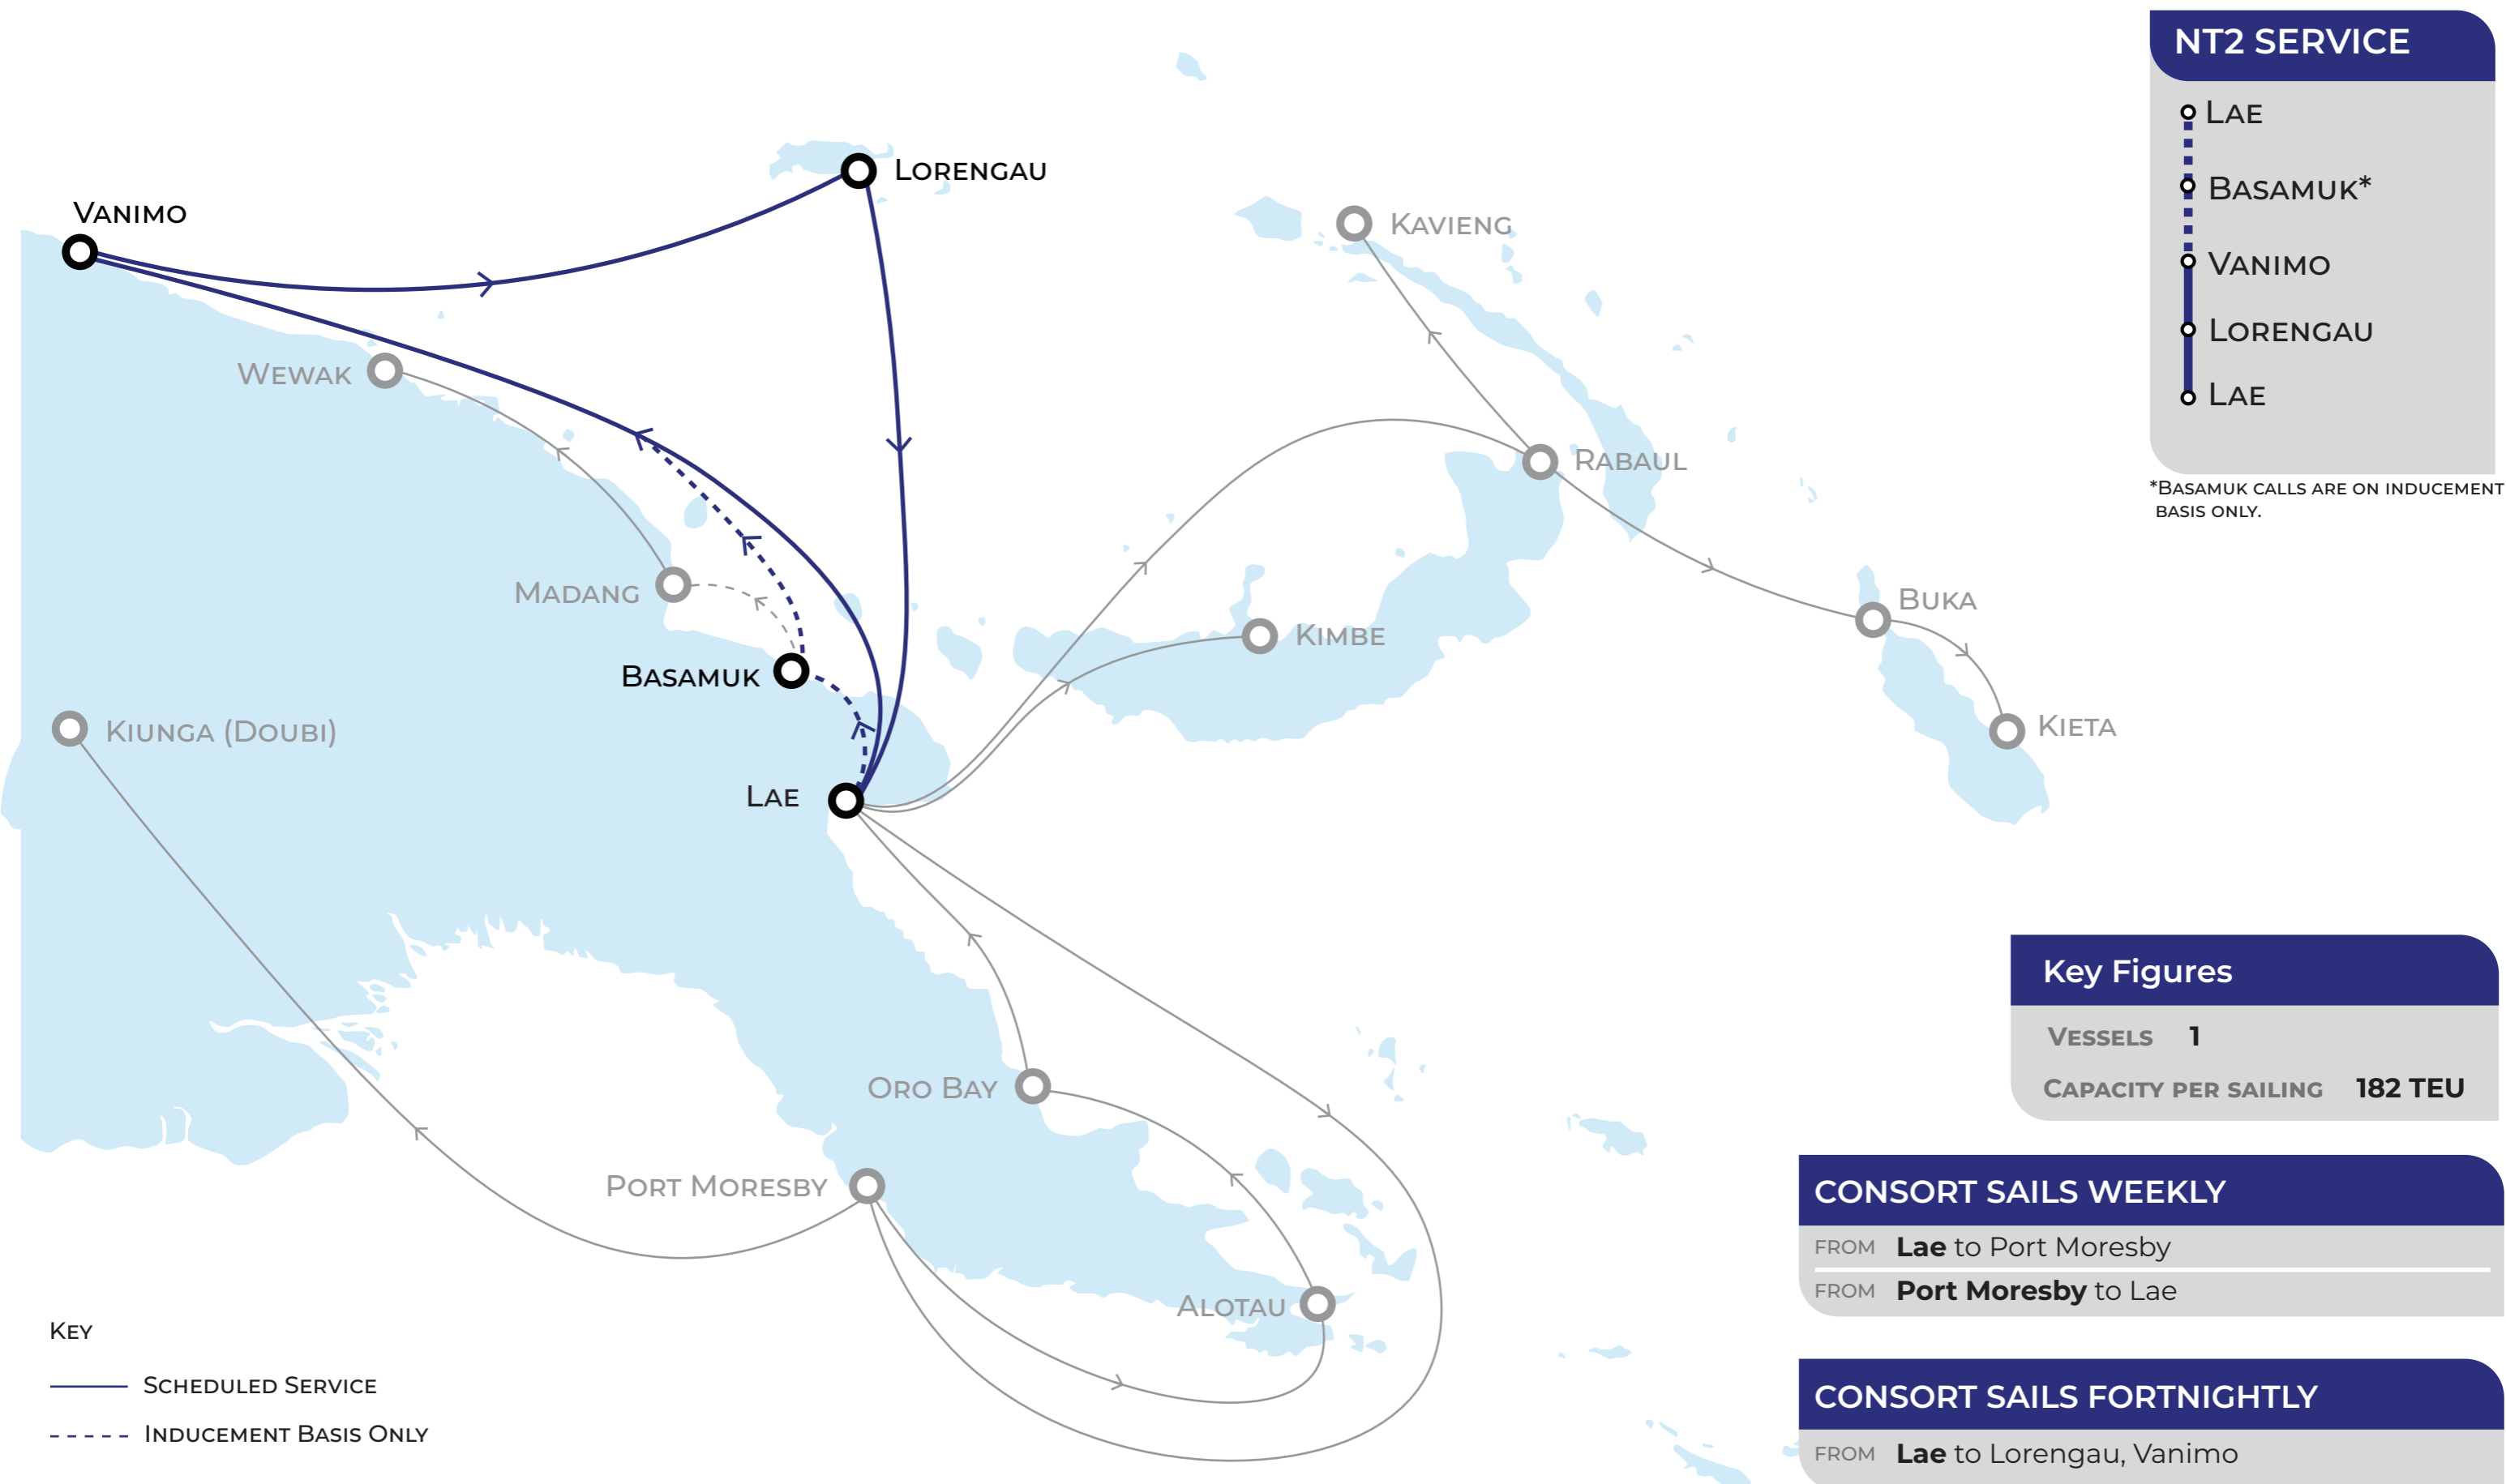 NT2 SERVICE
LAE
BASAMUK*
VANIMO
LORENGAU
LAE
*BASAMUK CALLS ARE ON INDUCEMENT
BASIS ONLY.
LORENGAU
VANIMO
KAVIENG
WEWAK
RABAUL
MADANG
BUKA
KIMBE
BASAMUK
KIUNGA (DOUBI)
KIETA
LAE
ORO BAY
PORT MORESBY
ALOTAU
Key Figures
VESSELS 1
CAPACITY PER SAILING 182 TEU
CONSORT SAILS WEEKLY
FROM Lae to Port Moresby
FROM Port Moresby to Lae
CONSORT SAILS FORTNIGHTLY
FROM Lae to Lorengau, Vanimo
KEY
SCHEDULED SERVICE
INDUCEMENT BASIS ONLY